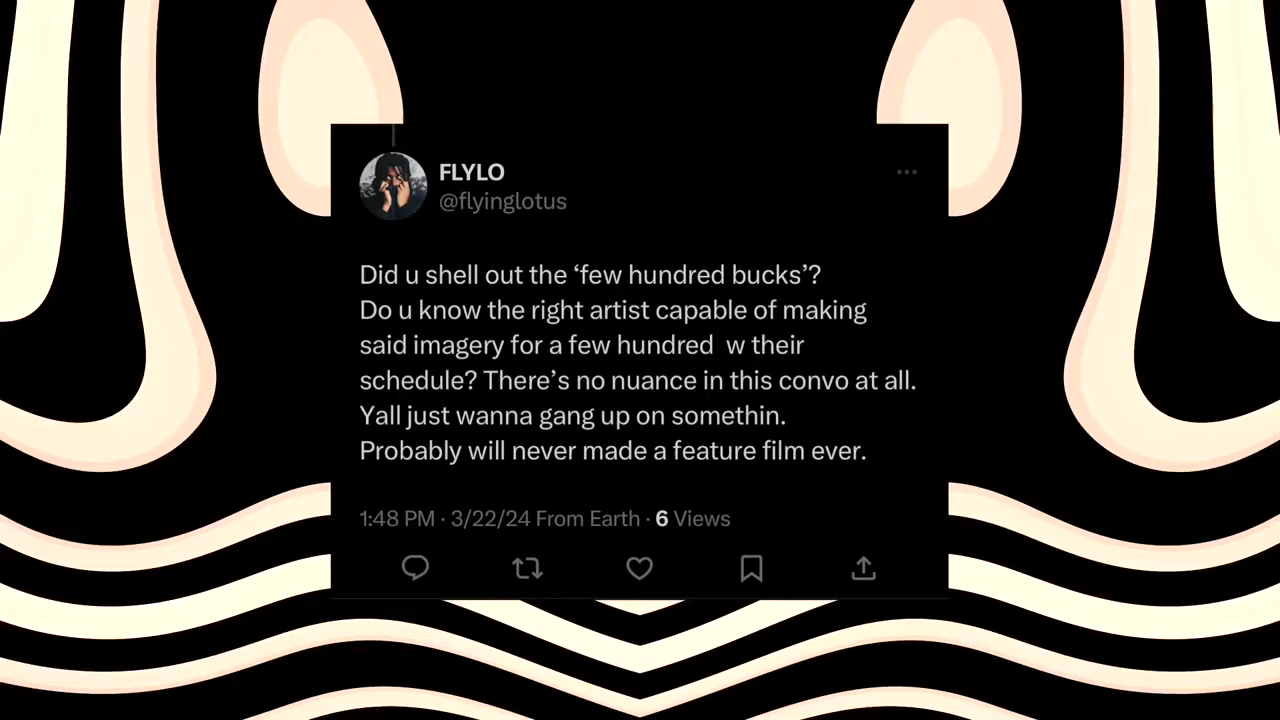 FLYLO
@flyinglotus
Did u shell out the ‘few hundred bucks’?
Do u know the right artist capable of making
said imagery for a few hundred  w their
schedule? There’s no nuance in this convo at all.
Yall just wanna gang up on somethin.
Probably will never made a feature film ever.
1:48 PM · 3/22/24 From Earth · 6 Views